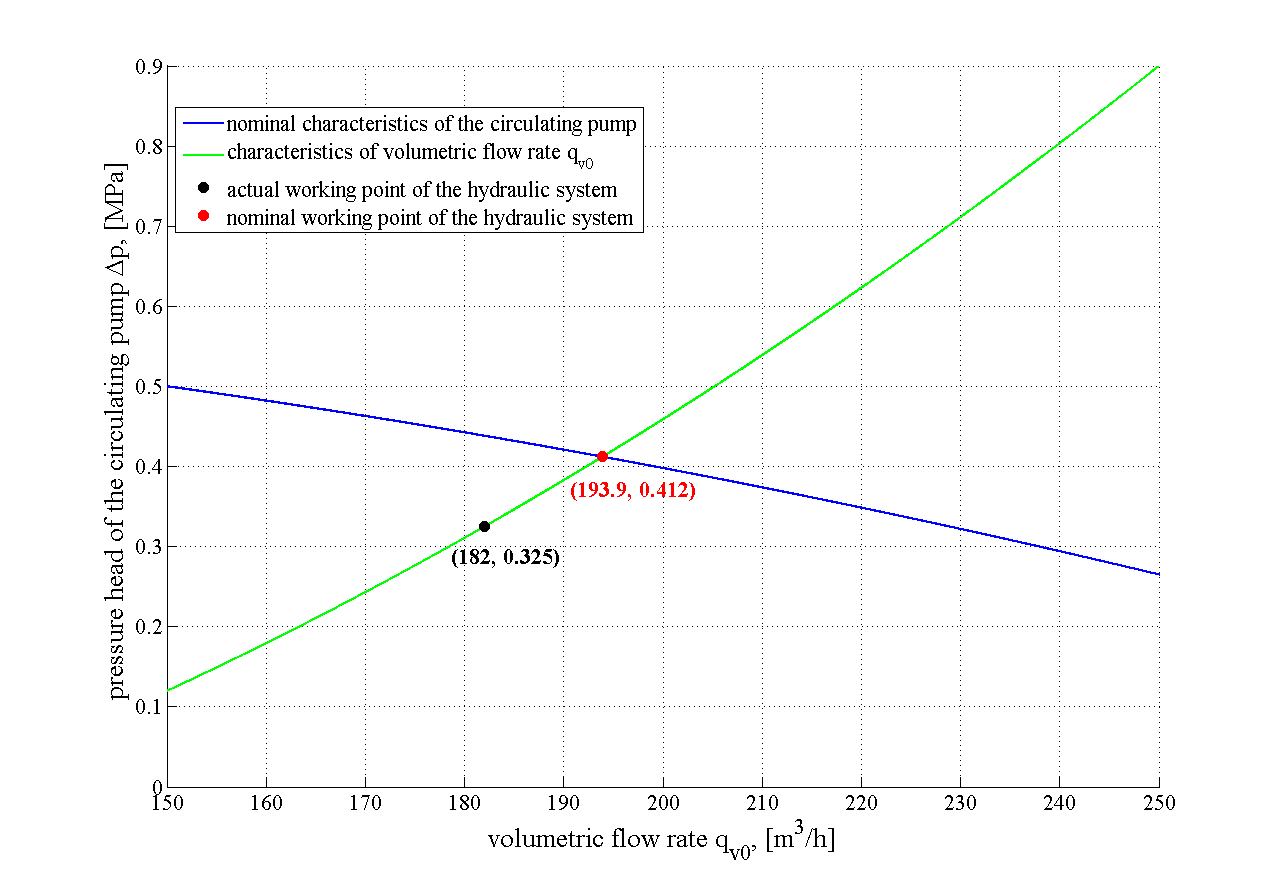 0.9
0.8
0.7
0.6
0.5
0.4
0.3
0.2
0.1
0
pressure head of the circulating pump Δp, [MPa]
nominal characteristics of the circulating pump
characteristics of volumetric flow rate qv0
actual working point of the hydraulic system
nominal working point of the hydraulic system
(193.9, 0.412)
(182, 0.325)
150 160 170 180 190 200 210 220 230 240 250
volumetric flow rate qv0, [m³/h]